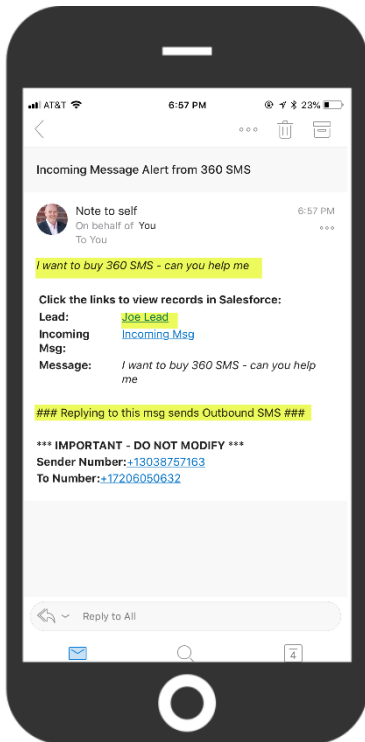 AT&T 6:57 PM 23%
Incoming Message Alert from 360 SMS
Note to self 6:57 PM
On behalf of You
To You
I want to buy 360 SMS - can you help me
Click the links to view records in Salesforce:
Lead: Joe Lead
Incoming Incoming Msg
Msg:
Message: I want to buy 360 SMS - can you help
me
### Replying to this msg sends Outbound SMS ###
*** IMPORTANT - DO NOT MODIFY ***
Sender Number:+13038757163
To Number:+17206050632
Reply to All
4